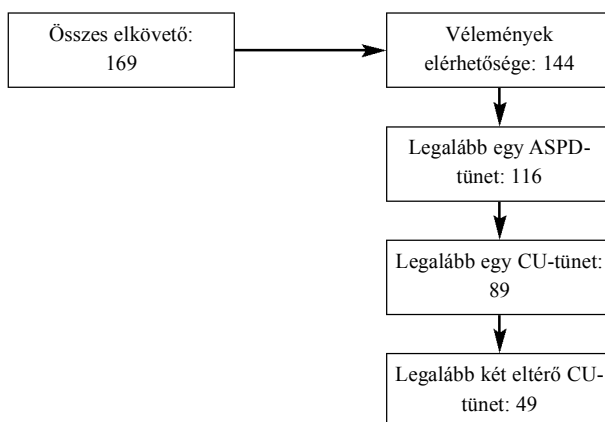 Összes elkövető:
169
Vélemények
elérhetősége: 144
Legalább egy ASPD-
tünet: 116
Legalább egy CU-tünet:
89
Legalább két eltérő CU-
tünet: 49